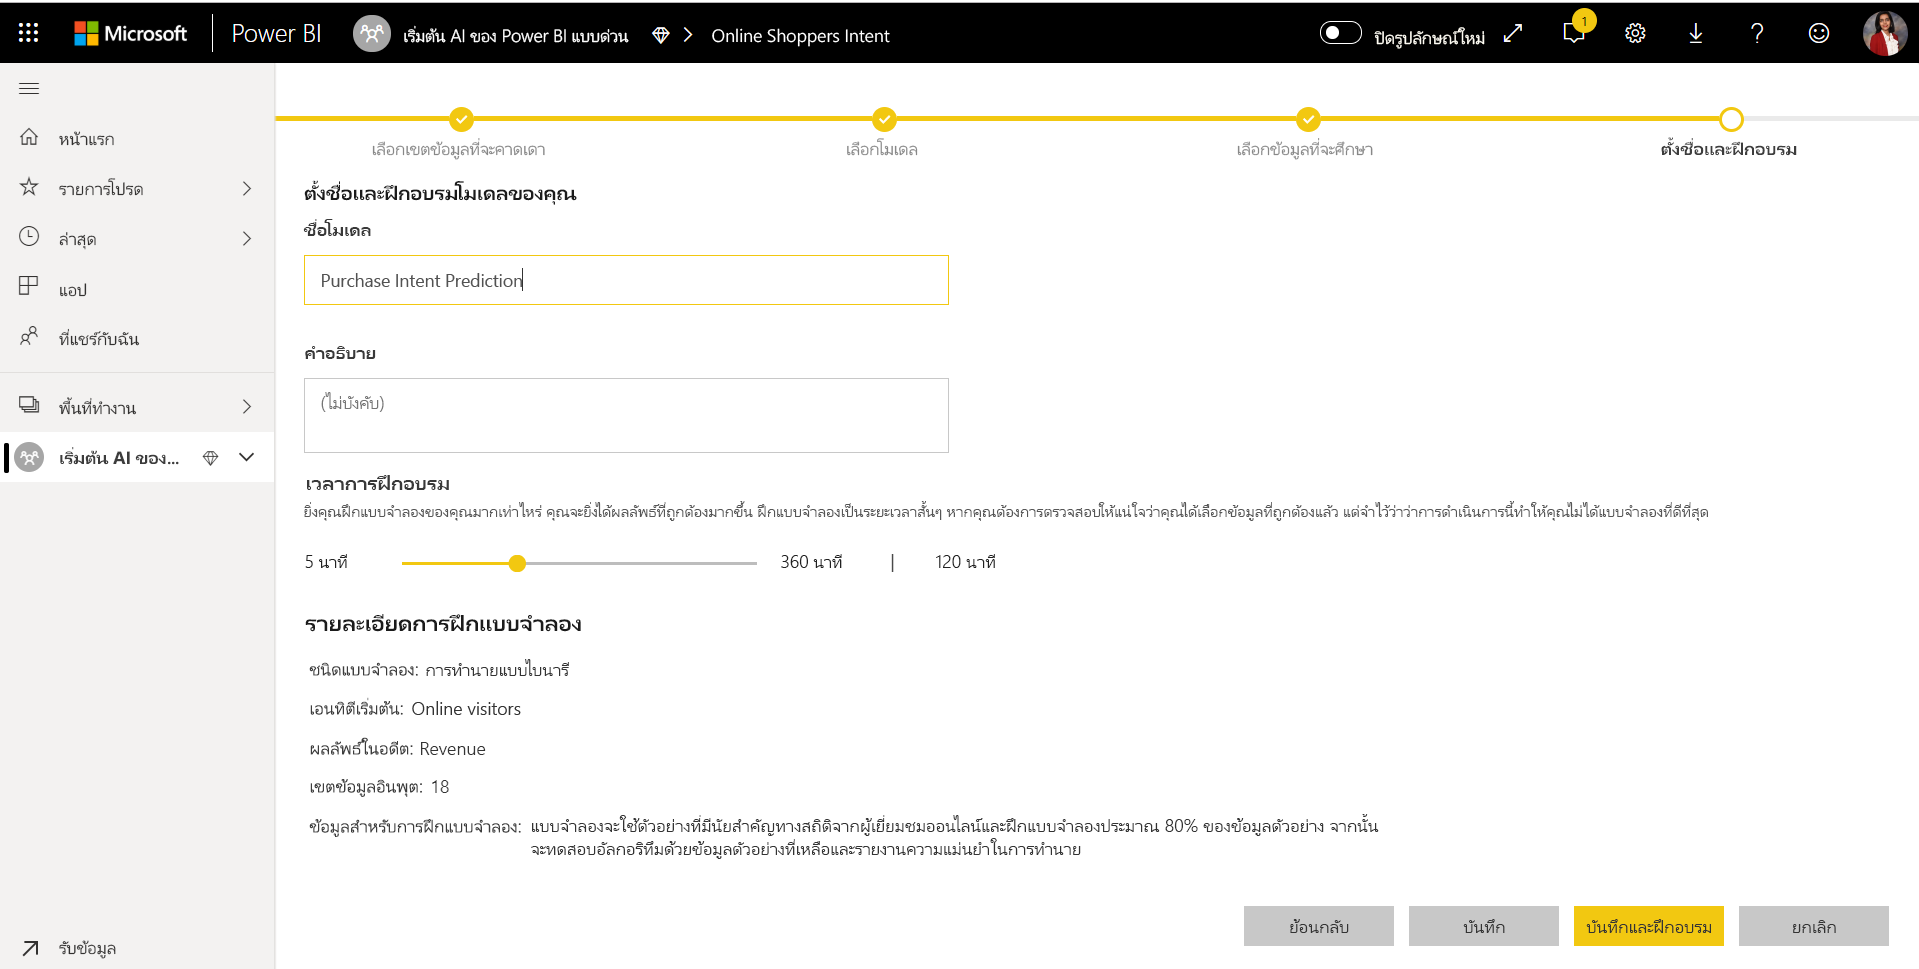 Microsoft Power BI เริ่มต้น AI ของ Power BI แบบด่วน Online Shoppers Intent ปิดรูปลักษณ์ใหม่ 1
หน้าแรก
รายการโปรด
ล่าสุด
แอป
ที่แชร์กับฉัน
พื้นที่ทำงาน
เริ่มต้น AI ของ...
รับข้อมูล
เลือกเขตข้อมูลที่จะคาดเดา
เลือกโมเดล
เลือกข้อมูลที่จะศึกษา
ตั้งชื่อและฝึกอบรม
ตั้งชื่อและฝึกอบรมโมเดลของคุณ
ชื่อโมเดล
Purchase Intent Prediction
คำอธิบาย
(ไม่บังคับ)
เวลาการฝึกอบรม
ยิ่งคุณฝึกแบบจำลองของคุณมากเท่าไหร่ คุณจะยิ่งได้ผลลัพธ์ที่ถูกต้องมากขึ้น ฝึกแบบจำลองเป็นระยะเวลาสั้นๆ หากคุณต้องการตรวจสอบให้แน่ใจว่าคุณได้เลือกข้อมูลที่ถูกต้องแล้ว แต่จำไว้ว่าว่าการดำเนินการนี้ทำให้คุณไม่ได้แบบจำลองที่ดีที่สุด
5 นาที 360 นาที | 120 นาที
รายละเอียดการฝึกแบบจำลอง
ชนิดแบบจำลอง: การทำนายแบบไบนารี
เอนทิตีเริ่มต้น: Online visitors
ผลลัพธ์ในอดีต: Revenue
เขตข้อมูลอินพุต: 18
ข้อมูลสำหรับการฝึกแบบจำลอง: แบบจำลองจะใช้ตัวอย่างที่มีนัยสำคัญทางสถิติจากผู้เยี่ยมชมออนไลน์และฝึกแบบจำลองประมาณ 80% ของข้อมูลตัวอย่าง จากนั้น
จะทดสอบอัลกอริทึมด้วยข้อมูลตัวอย่างที่เหลือและรายงานความแม่นยำในการทำนาย
ย้อนกลับ บันทึก บันทึกและฝึกอบรม ยกเลิก